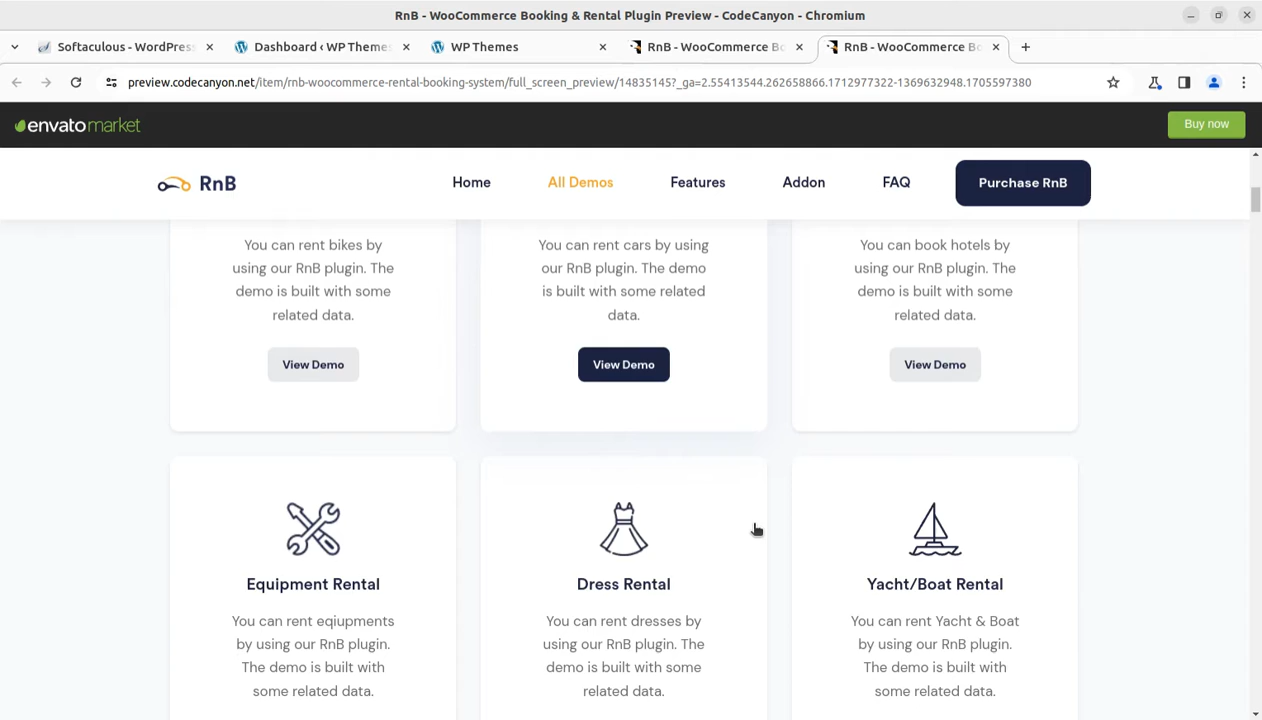 RnB - WooCommerce Booking & Rental Plugin Preview - CodeCanyon - Chromium
Softaculous - WordPres
Dashboard ‹ WP Theme
WP Themes
RnB - WooCommerce Bo
RnB - WooCommerce Bo
preview.codecanyon.net/item/rnb-woocommerce-rental-booking-system/full_screen_preview/14835145?_ga=2.55413544.262658866.1712977322-1369632948.1705597380
envato market
Buy now
RnB
Home
All Demos
Features
Addon
FAQ
Purchase RnB
You can rent bikes by
using our RnB plugin. The
demo is built with some
related data.
View Demo
You can rent cars by using
our RnB plugin. The demo
is built with some related
data.
View Demo
You can book hotels by
using our RnB plugin. The
demo is built with some
related data.
View Demo
Equipment Rental
You can rent eqiupments
by using our RnB plugin.
The demo is built with
some related data.
Dress Rental
You can rent dresses by
using our RnB plugin. The
demo is built with some
related data.
Yacht/Boat Rental
You can rent Yacht & Boat
by using our RnB plugin.
The demo is built with
some related data.